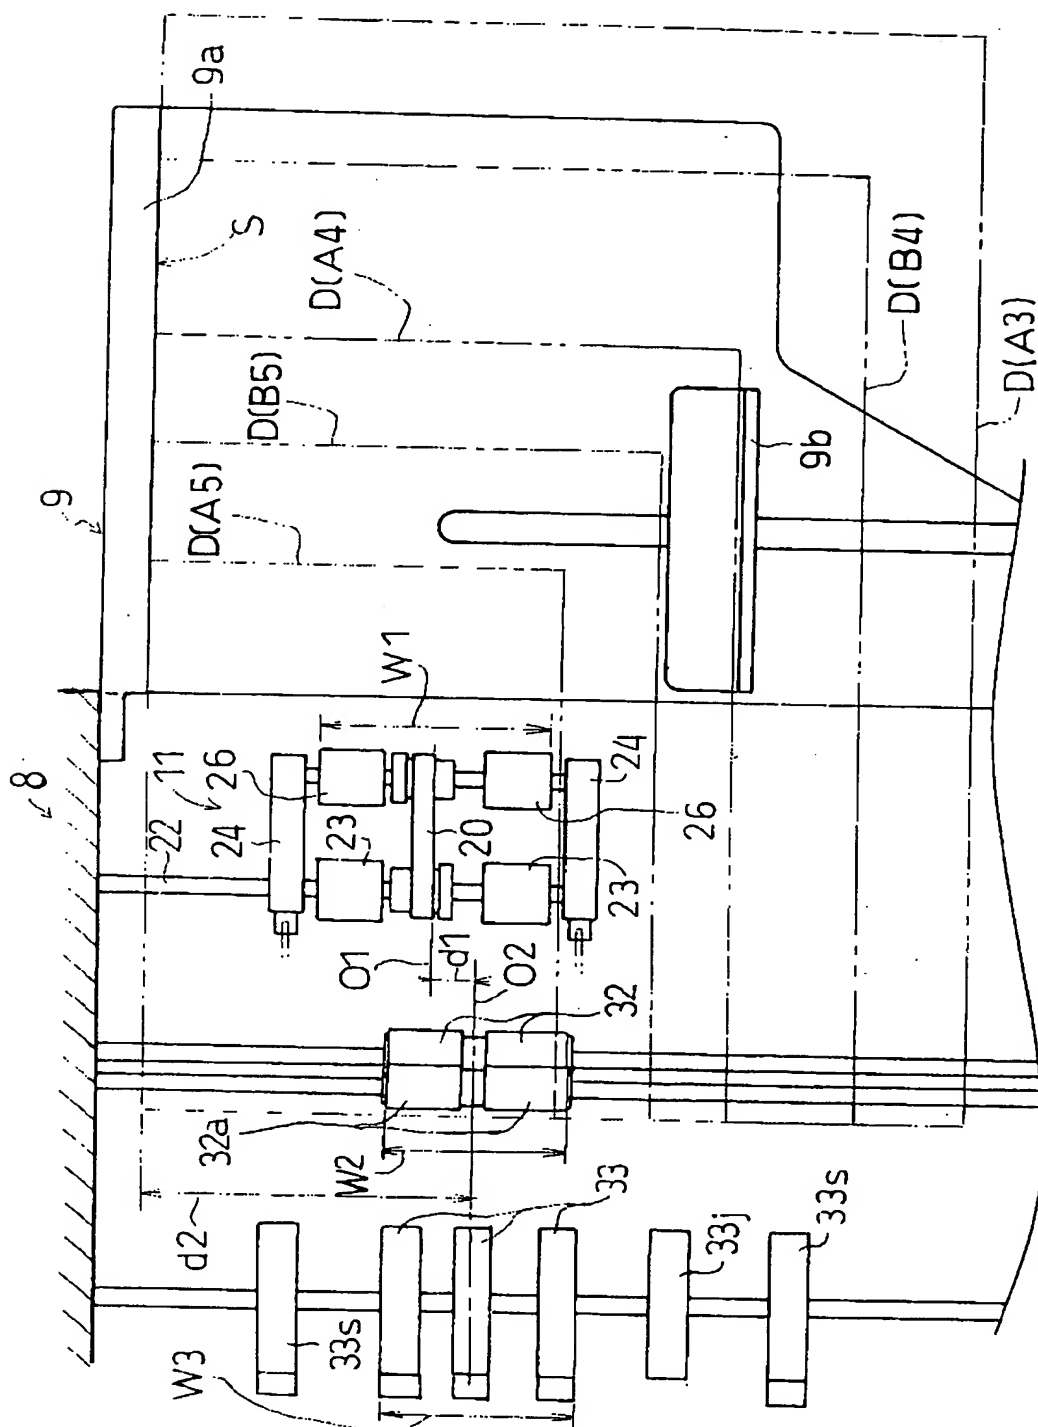 8
9
9a
S
D(A4)
D(B5)
D(A5)
D(B4)
D(A3)
9b
W1
22
24
11
26
23
20
24
26
23
O1
d1
O2
32
32a
W2
d2
33
33j
33s
33s
W3